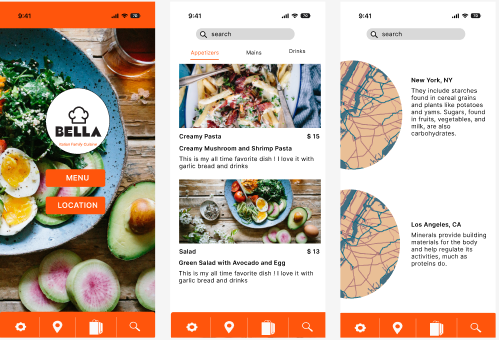 9:41
BELLA
Italian Family Cuisine
MENU
LOCATION
9:41
search
Appetizers
Mains
Drinks
Creamy Pasta
$ 15
Creamy Mushroom and Shrimp Pasta
This is my all time favorite dish ! I love it with
garlic bread and drinks
Salad
$ 13
Green Salad with Avocado and Egg
This is my all time favorite dish ! I love it with
garlic bread and drinks
9:41
search
New York, NY
They include starches
found in cereal grains
and plants like potatoes
and yams. Sugars, found
in fruits, vegetables, and
milk, are also
carbohydrates.
Los Angeles, CA
Minerals provide building
materials for the body
and help regulate its
activities, much as
proteins do.